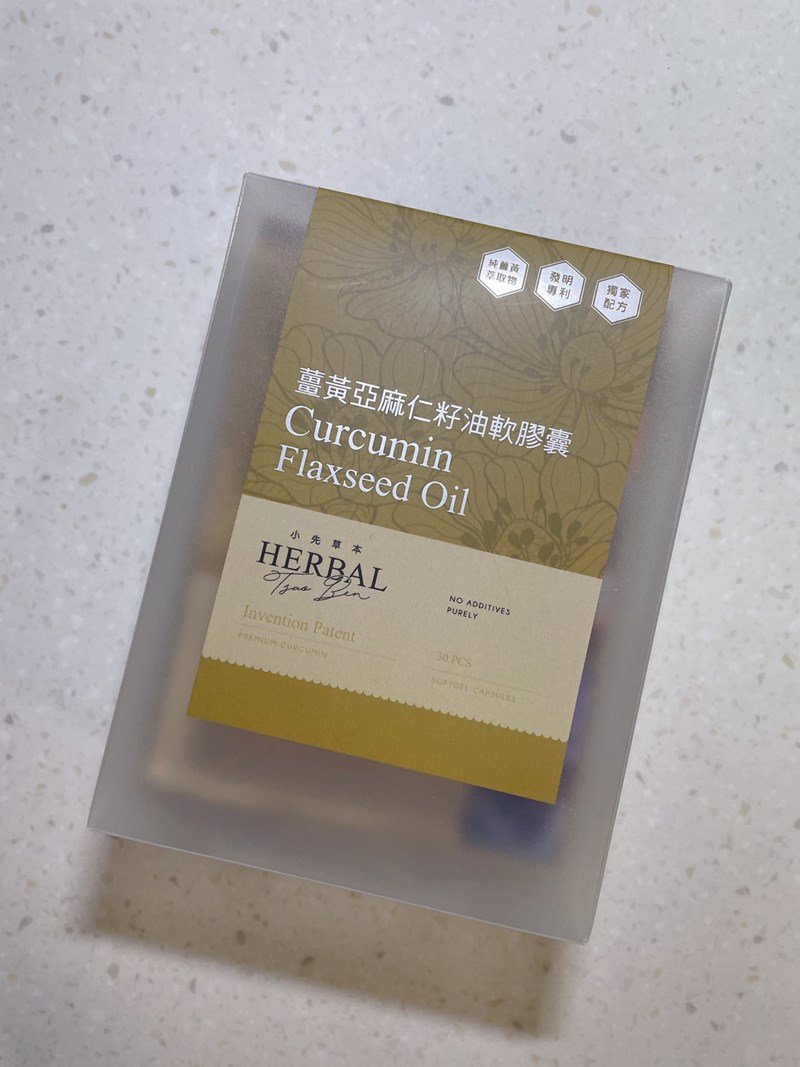 純薑黃
萃取物
發明
專利
獨家
配方
薑黃亞麻仁籽油軟膠囊
Curcumin
Flaxseed Oil
小先草本
HERBAL
Tsao Ben
NO ADDITIVES
PURELY
Invention Patent
PREMIUM CURCUMIN
30 PCS
SOFTGEL CAPSULES